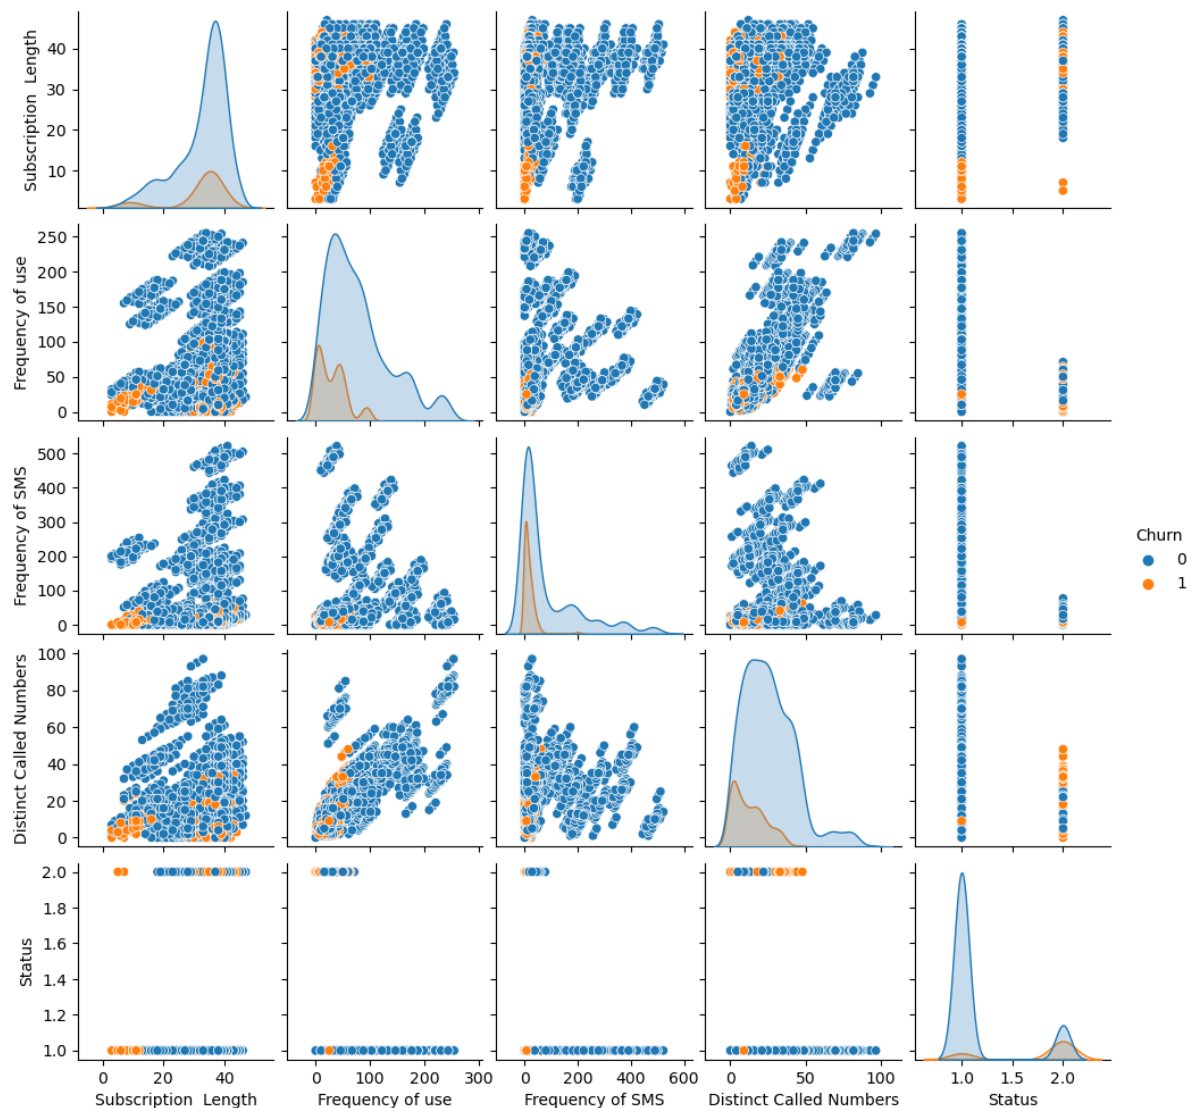 Subscription  Length
40
30
20
10
Frequency of use
250
200
150
100
50
0
Frequency of SMS
500
400
300
200
100
0
Churn
0
1
Distinct Called Numbers
100
80
60
40
20
0
Status
2.0
1.8
1.6
1.4
1.2
1.0
0 20 40
0 100 200 300
0 200 400 600
0 50 100
1.0 1.5 2.0
Subscription  Length
Frequency of use
Frequency of SMS
Distinct Called Numbers
Status